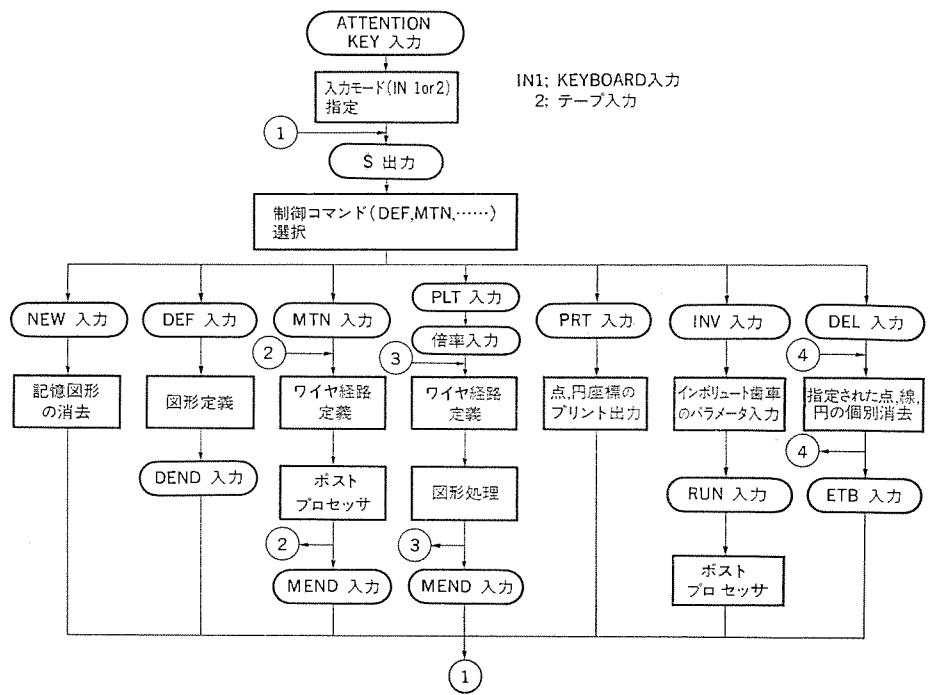 ATTENTION
KEY 入力
入力モード(IN 1or2)
指定
IN1; KEYBOARD入力
2; テープ入力
1
S 出力
制御コマンド(DEF,MTN,……)
選択
NEW 入力
DEF 入力
MTN 入力
PLT 入力
PRT 入力
INV 入力
DEL 入力
倍率入力
2
3
4
記憶図形
の消去
図形定義
ワイヤ経路
定義
ワイヤ経路
定義
点,円座標の
プリント出力
インボリュート歯車
のパラメータ入力
指定された点,線,
円の個別消去
4
DEND 入力
ポスト
プロセッサ
図形処理
RUN 入力
ETB 入力
2
3
MEND 入力
MEND 入力
ポスト
プロセッサ
1